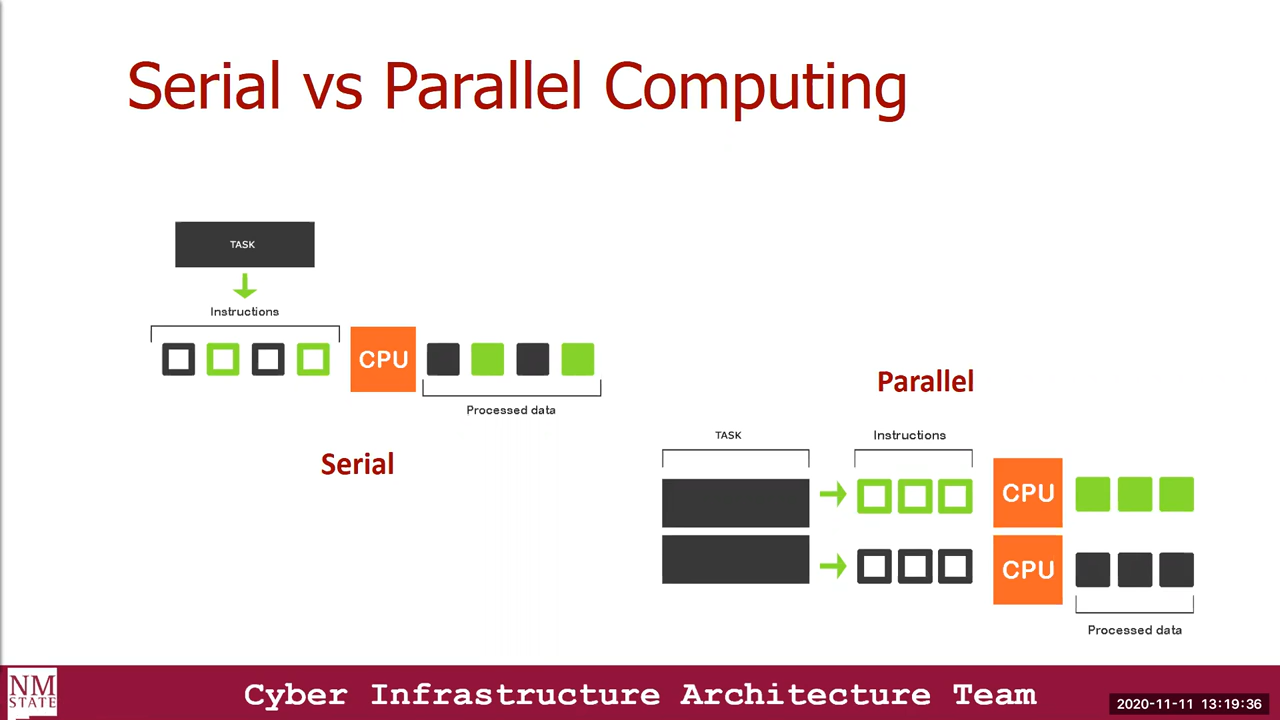 Serial vs Parallel Computing
TASK
Instructions
CPU
Processed data
Serial
Parallel
TASK
Instructions
CPU
CPU
Processed data
NM
STATE
Cyber Infrastructure Architecture Team
2020-11-11 13:19:36